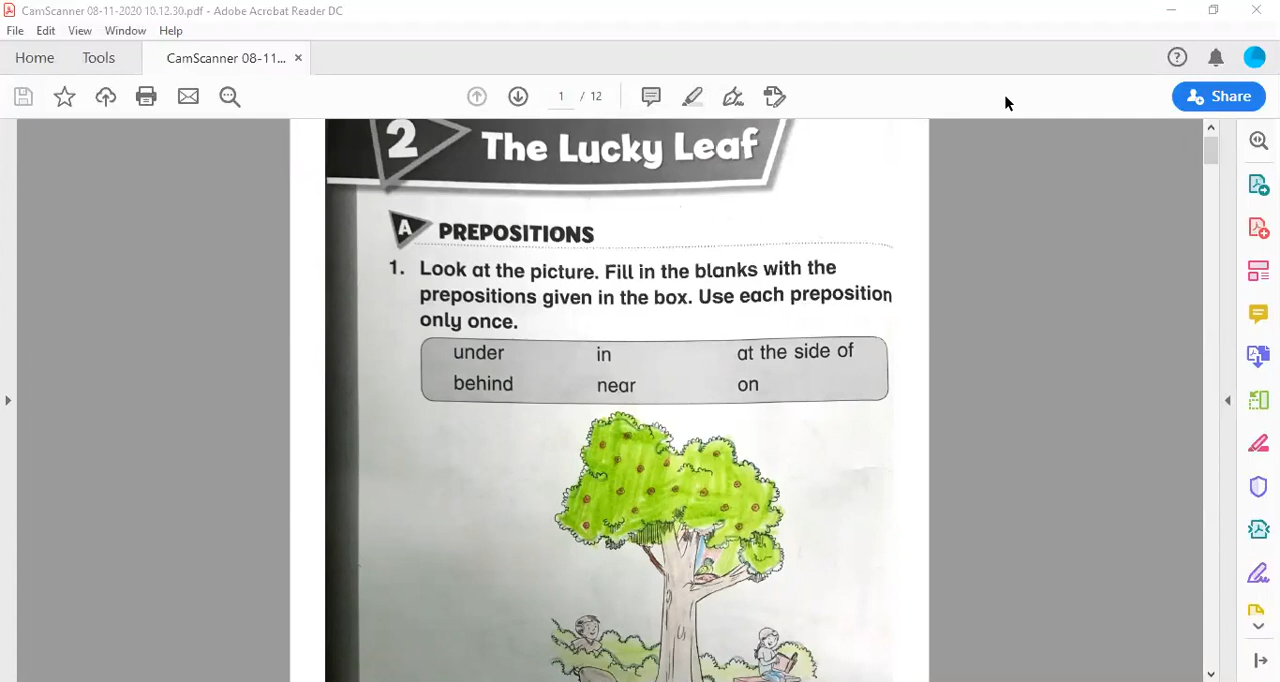 CamScanner 08-11-2020 10.12.30.pdf - Adobe Acrobat Reader DC
File Edit View Window Help
Home Tools CamScanner 08-11... ×
1 / 12
Share
2 The Lucky Leaf
A PREPOSITIONS
1. Look at the picture. Fill in the blanks with the
prepositions given in the box. Use each preposition
only once.
under in at the side of
behind near on